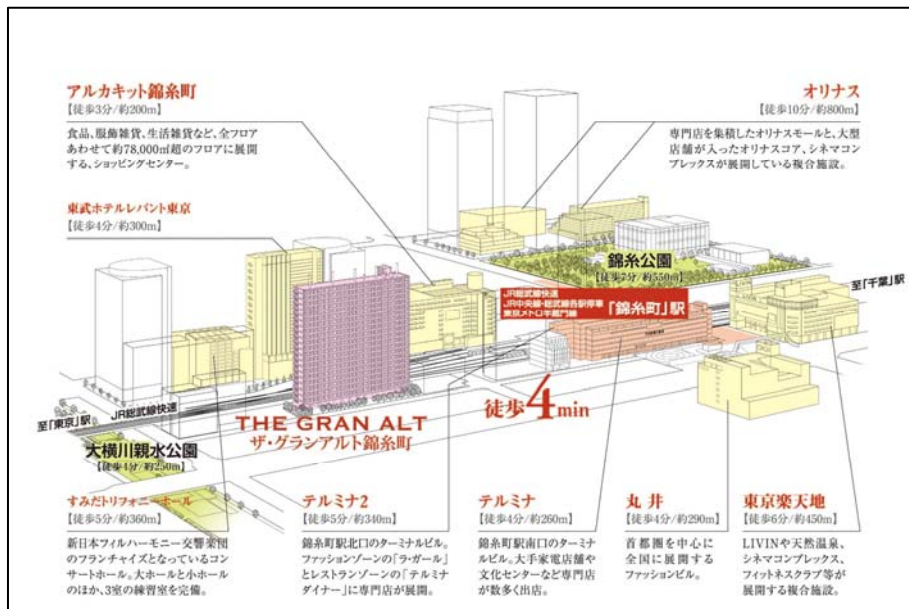 アルカキット錦糸町
【徒歩3分/約200m】
食品、服飾雑貨、生活雑貨など、全フロア
あわせて約78,000㎡超のフロアに展開
する、ショッピングセンター。
オリナス
【徒歩10分/約800m】
専門店を集積したオリナスモールと、大型
店舗が入ったオリナスコア、シネマコン
プレックスが展開している複合施設。
東武ホテルレバント東京
【徒歩4分/約300m】
錦糸公園
【徒歩7分/約550m】
至「千葉」駅
JR総武線快速
JR中央線・総武線各駅停車
東京メトロ半蔵門線
「錦糸町」駅
徒歩4min
JR総武線快速
至「東京」駅
THE GRAN ALT
ザ・グランアルト錦糸町
大横川親水公園
【徒歩4分/約250m】
すみだトリフォニーホール
【徒歩5分/約360m】
新日本フィルハーモニー交響楽団
のフランチャイズとなっているコン
サートホール。大ホールと小ホール
のほか、3室の練習室を完備。
テルミナ2
【徒歩5分/約340m】
錦糸町駅北口のターミナルビル。
ファッションゾーンの「ラ・ガール」
とレストランゾーンの「テルミナ
ダイナー」に専門店が展開。
テルミナ
【徒歩4分/約260m】
錦糸町駅南口のターミナル
ビル。大手家電店舗や
文化センターなど専門店
が数多く出店。
丸井
【徒歩4分/約290m】
首都圏を中心に
全国に展開する
ファッションビル。
東京楽天地
【徒歩6分/約450m】
LIVINや天然温泉、
シネマコンプレックス、
フィットネスクラブ等が
展開する複合施設。